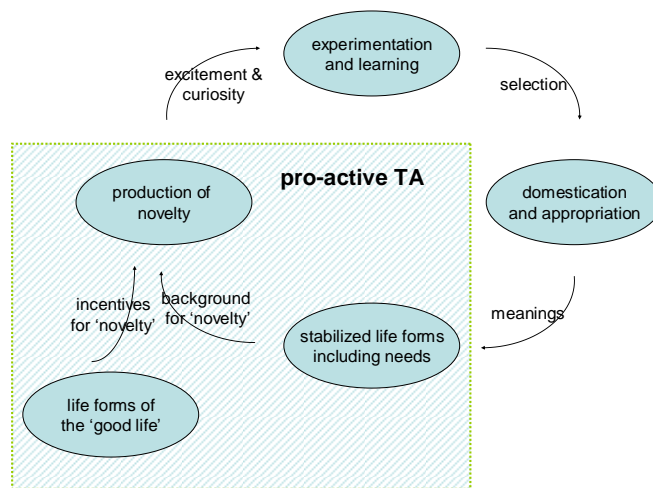 experimentation
and learning
excitement &
curiosity
selection
pro-active TA
production of
novelty
domestication
and appropriation
incentives
for ‘novelty’
background
for ‘novelty’
meanings
stabilized life forms
including needs
life forms of
the ‘good life’